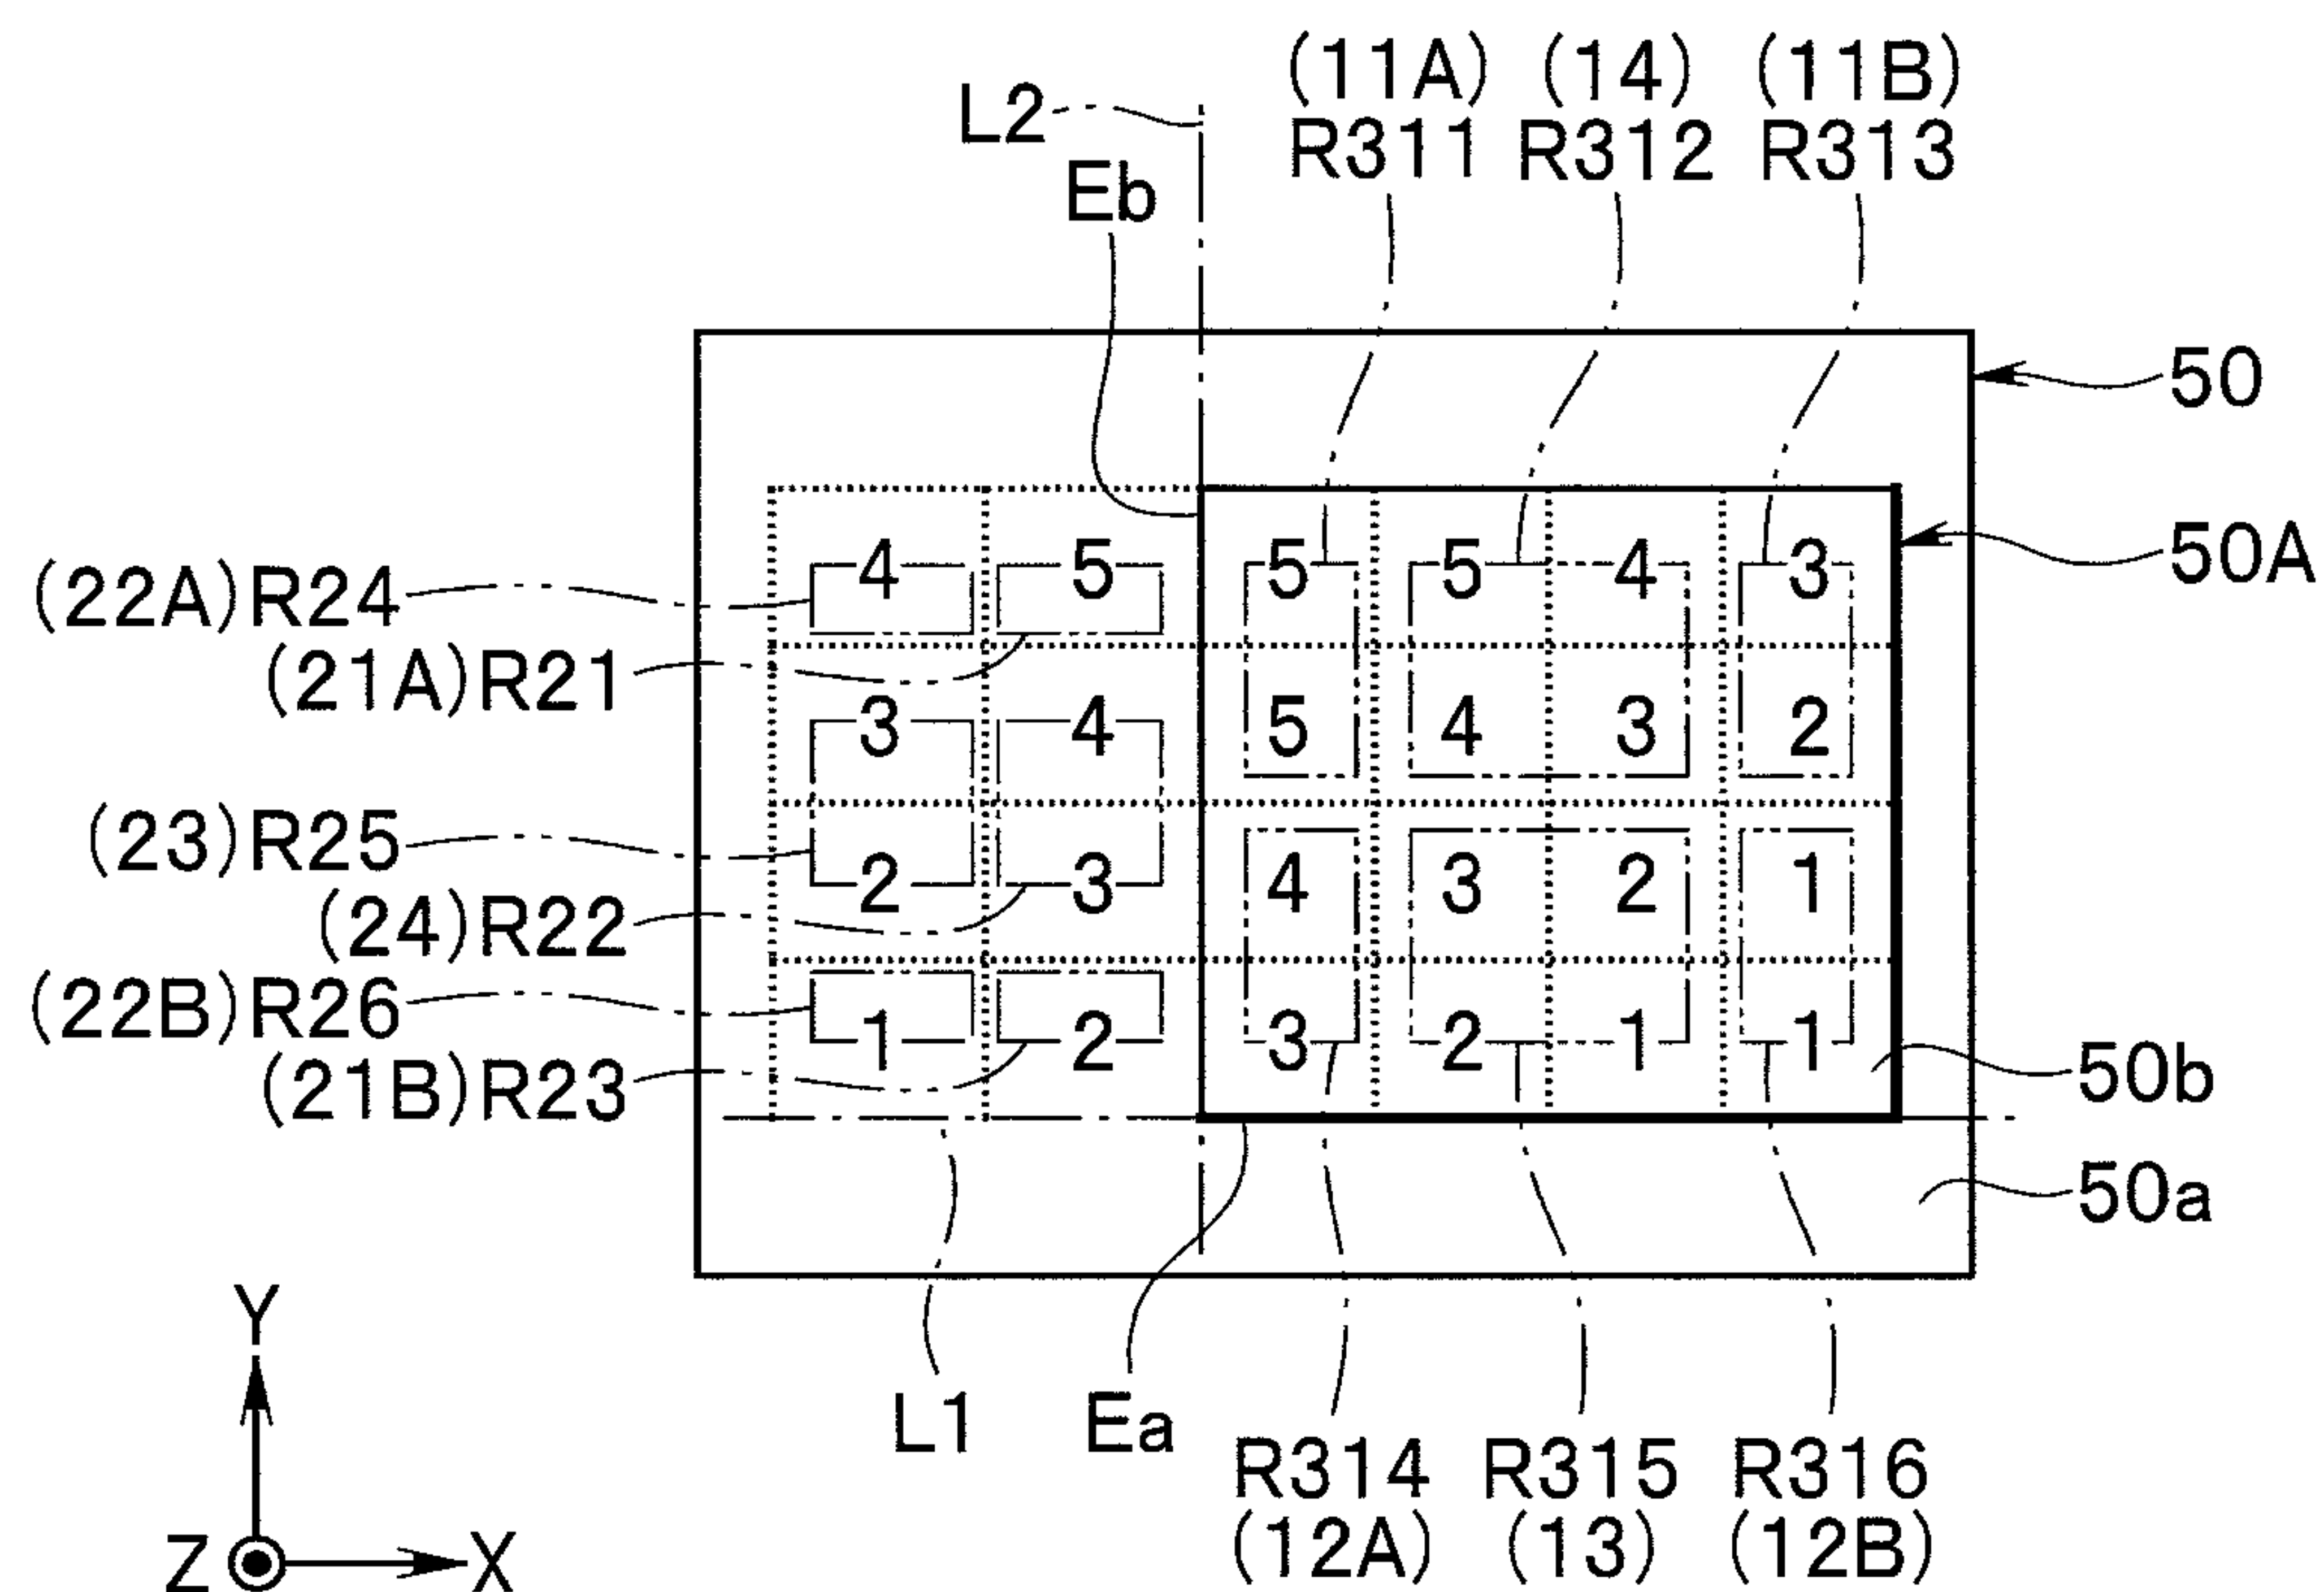 (11A) (14) (11B)
L2 R311 R312 R313
Eb
50
50A
(22A)R24 4 5 5 5 4 3
(21A)R21
3 4 5 4 3 2
(23)R25
2 3 4 3 2 1
(24)R22
(22B)R26
1 2 3 2 1 1
(21B)R23
50b
50a
Y
L1 Ea
R314 R315 R316
(12A) (13) (12B)
Z X